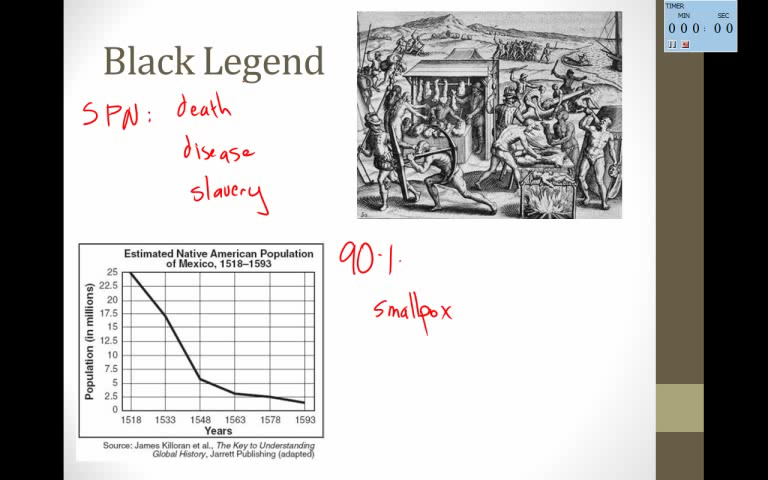 TIMER
MIN SEC
000:00
Black Legend
SPN: death
disease
slavery
90%
smallpox
Estimated Native American Population
of Mexico, 1518–1593
Population (in millions)
25
22.5
20
17.5
15
12.5
10
7.5
5
2.5
0
1518 1533 1548 1563 1578 1593
Years
Source: James Killoran et al., The Key to Understanding
Global History, Jarrett Publishing (adapted)